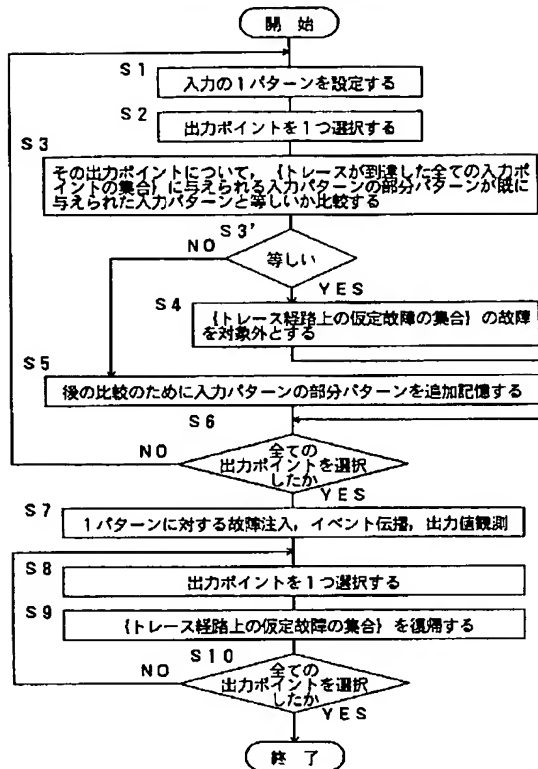 開 始
S1
入力の1パターンを設定する
S2
出力ポイントを1つ選択する
S3
その出力ポイントについて,{トレースが到達した全ての入力
ポイントの集合}に与えられる入力パターンの部分パターンが既に
与えられた入力パターンと等しいか比較する
S3'
NO
等しい
YES
S4
{トレース経路上の仮定故障の集合}の故障
を対象外とする
S5
後の比較のために入力パターンの部分パターンを追加記憶する
S6
NO
全ての
出力ポイントを選択
したか
YES
S7
1パターンに対する故障注入,イベント伝播,出力値観測
S8
出力ポイントを1つ選択する
S9
{トレース経路上の仮定故障の集合}を復帰する
S10
NO
全ての
出力ポイントを選択
したか
YES
終 了